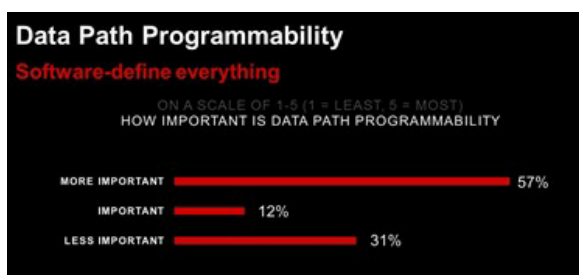 Data Path Programmability
Software-define everything
ON A SCALE OF 1-5 (1 = LEAST, 5 = MOST)
HOW IMPORTANT IS DATA PATH PROGRAMMABILITY
MORE IMPORTANT 57%
IMPORTANT 12%
LESS IMPORTANT 31%